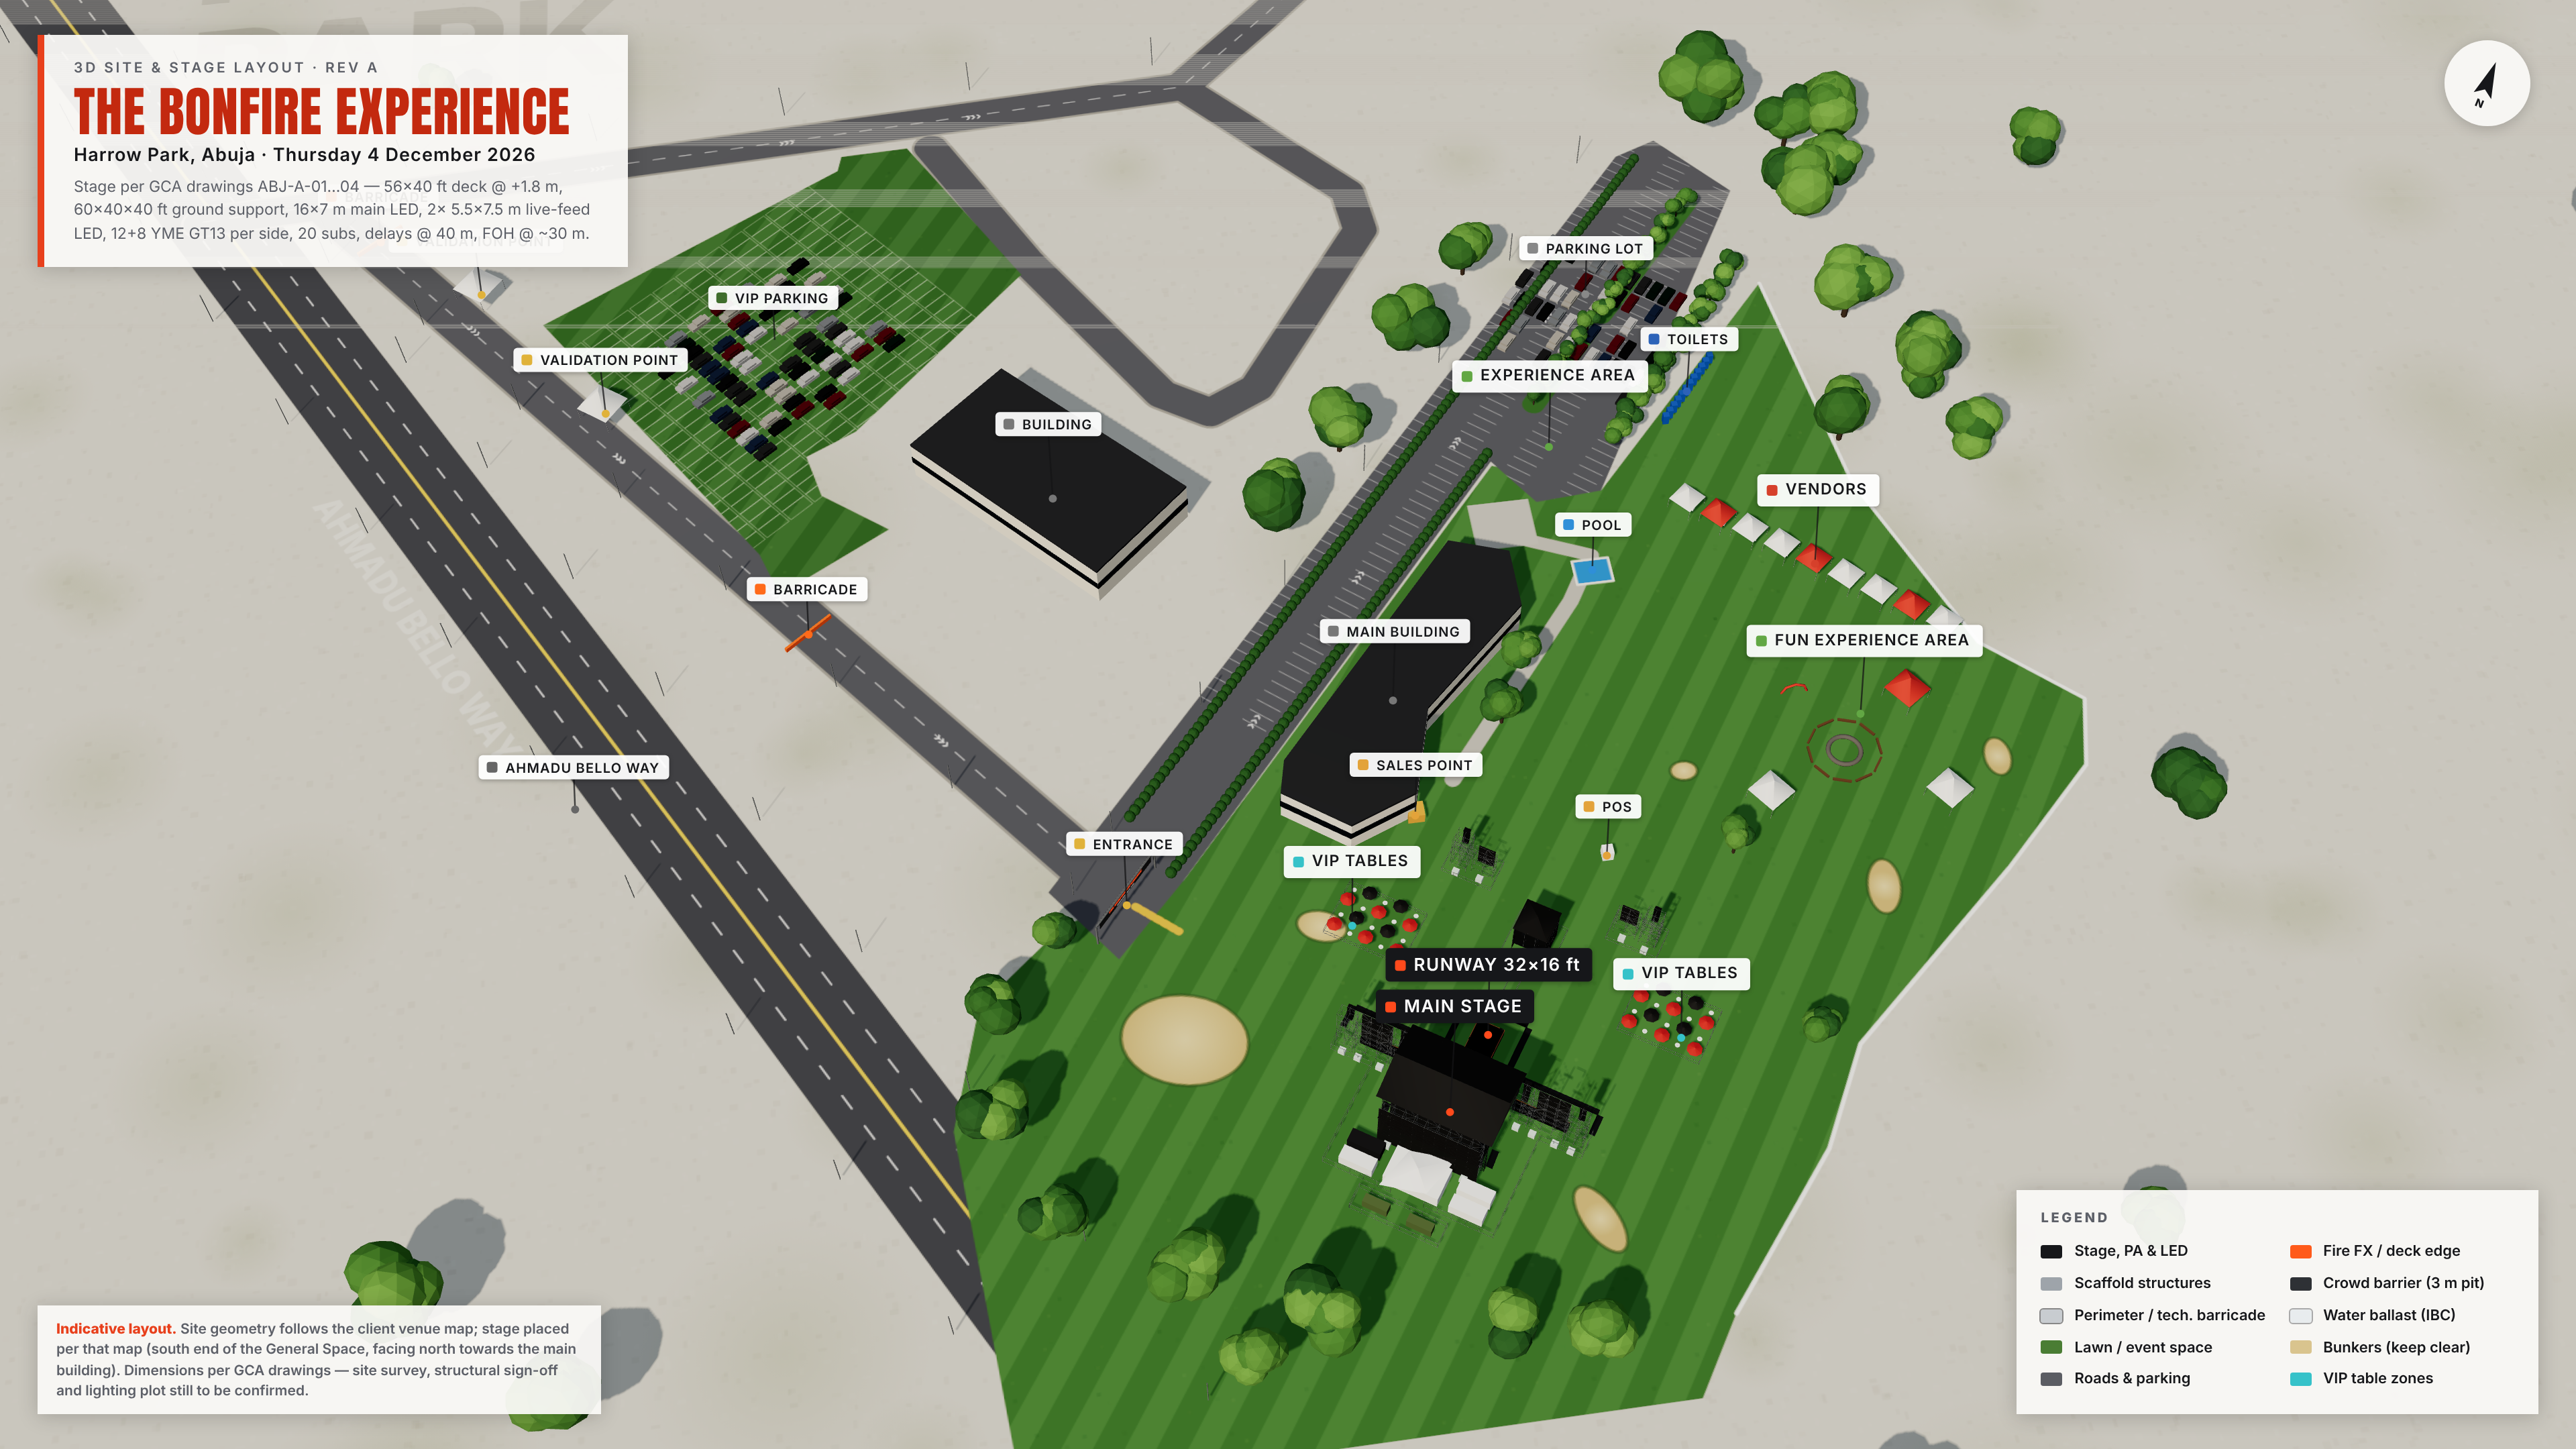 PARK
3D SITE & STAGE LAYOUT · REV A
THE BONFIRE EXPERIENCE
Harrow Park, Abuja · Thursday 4 December 2026
Stage per GCA drawings ABJ-A-01…04 — 56×40 ft deck @ +1.8 m,
60×40×40 ft ground support, 16×7 m main LED, 2× 5.5×7.5 m live-feed
LED, 12+8 YME GT13 per side, 20 subs, delays @ 40 m, FOH @ ~30 m.
BARRICADE
VALIDATION POINT
N
PARKING LOT
VIP PARKING
TOILETS
VALIDATION POINT
EXPERIENCE AREA
BUILDING
VENDORS
POOL
BARRICADE
MAIN BUILDING
FUN EXPERIENCE AREA
AHMADU BELLO WAY
AHMADU BELLO WAY
SALES POINT
POS
ENTRANCE
VIP TABLES
RUNWAY 32×16 ft
VIP TABLES
MAIN STAGE
LEGEND
Stage, PA & LED
Fire FX / deck edge
Scaffold structures
Crowd barrier (3 m pit)
Perimeter / tech. barricade
Water ballast (IBC)
Lawn / event space
Bunkers (keep clear)
Roads & parking
VIP table zones
Indicative layout. Site geometry follows the client venue map; stage placed
per that map (south end of the General Space, facing north towards the main
building). Dimensions per GCA drawings — site survey, structural sign-off
and lighting plot still to be confirmed.